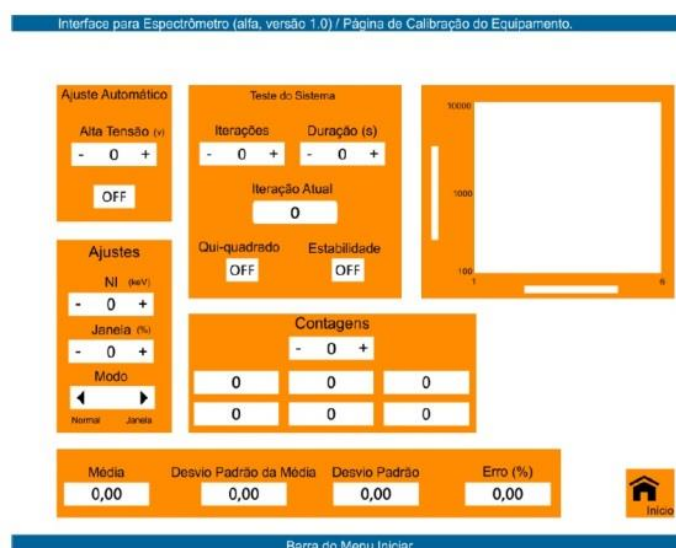 Interface para Espectrômetro (alfa, versão 1.0) / Página de Calibração do Equipamento.
Ajuste Automático
Alta Tensão (v)
- 0 +
OFF
Teste do Sistema
Iterações Duração (s)
- 0 + - 0 +
Iteração Atual
0
Qui-quadrado Estabilidade
OFF OFF
10000
1000
100
1 6
Ajustes
NI (keV)
- 0 +
Janela (%)
- 0 +
Modo
Normal Janela
Contagens
- 0 +
0 0 0
0 0 0
Média Desvio Padrão da Média Desvio Padrão Erro (%)
0,00 0,00 0,00 0,00
Início
Barra do Menu Iniciar